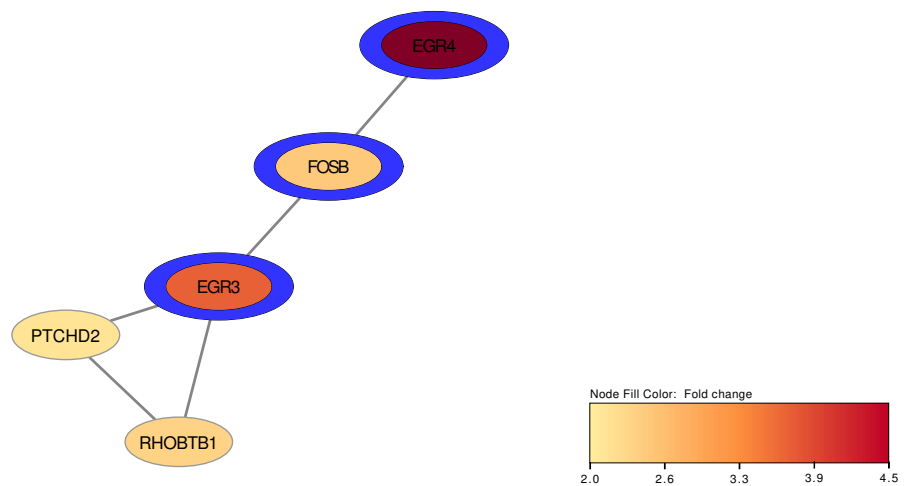 EGR4
FOSB
EGR3
PTCHD2
RHOBTB1
Node Fill Color: Fold change
2.0 2.6 3.3 3.9 4.5